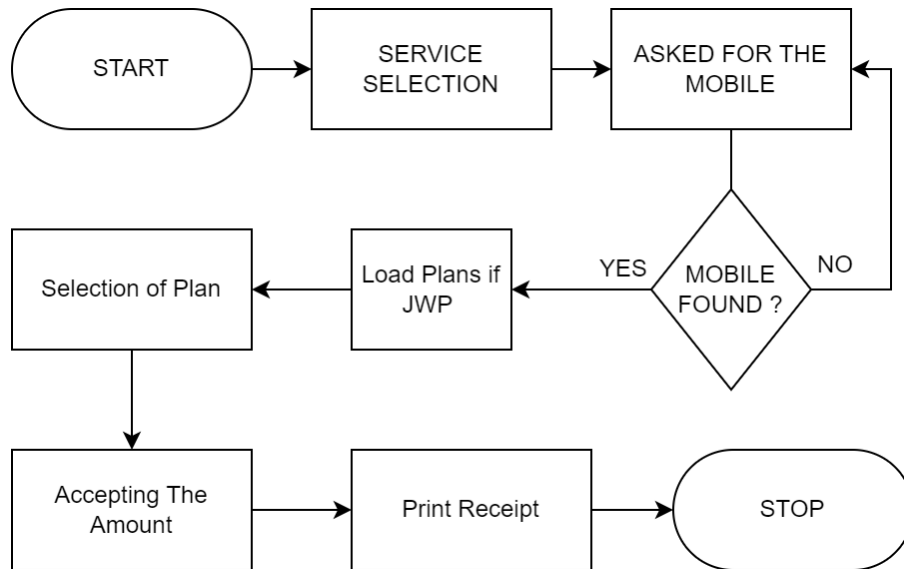 START
SERVICE
SELECTION
ASKED FOR THE
MOBILE
MOBILE
FOUND ?
YES
NO
Load Plans if
JWP
Selection of Plan
Accepting The
Amount
Print Receipt
STOP